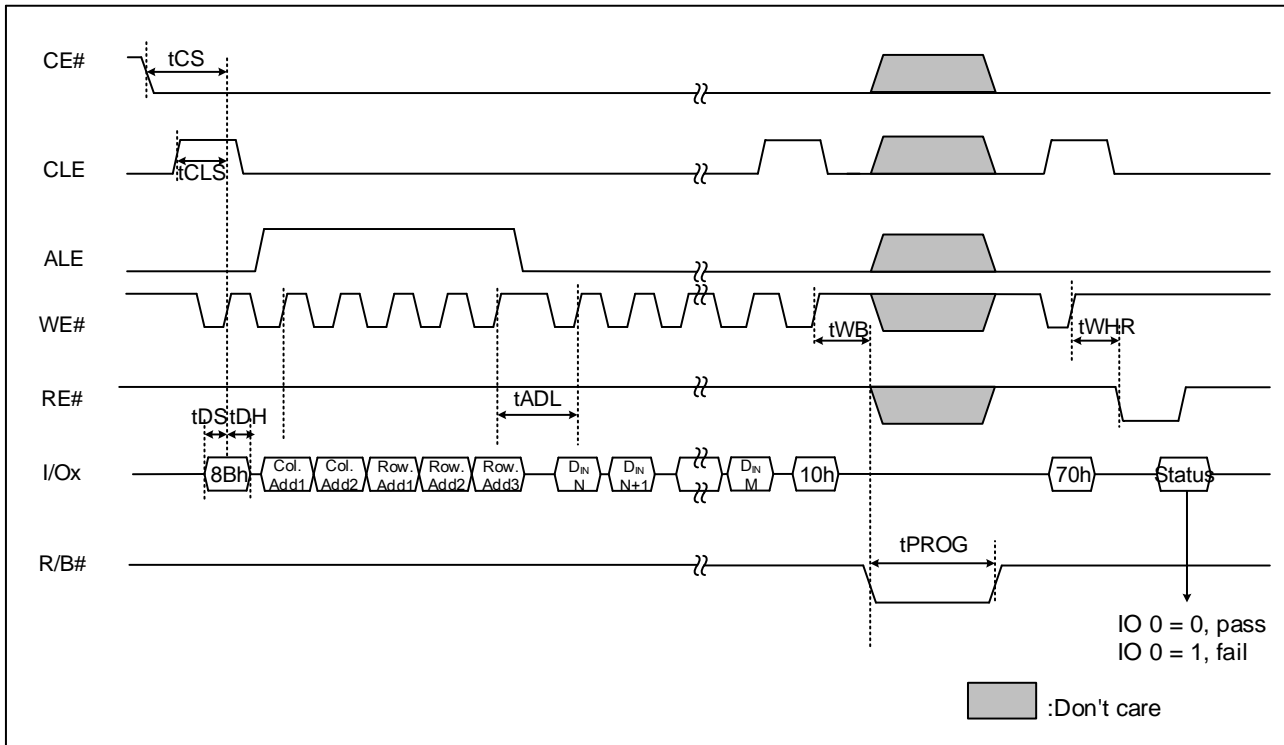 CE#
tCS
CLE
tCLS
ALE
WE#
tWB
tWHR
RE#
tDS tDH
tADL
I/Ox
8Bh
Col. Add1
Col. Add2
Row. Add1
Row. Add2
Row. Add3
DIN N
DIN N+1
DIN M
10h
70h
Status
R/B#
tPROG
IO 0 = 0, pass
IO 0 = 1, fail
:Don't care